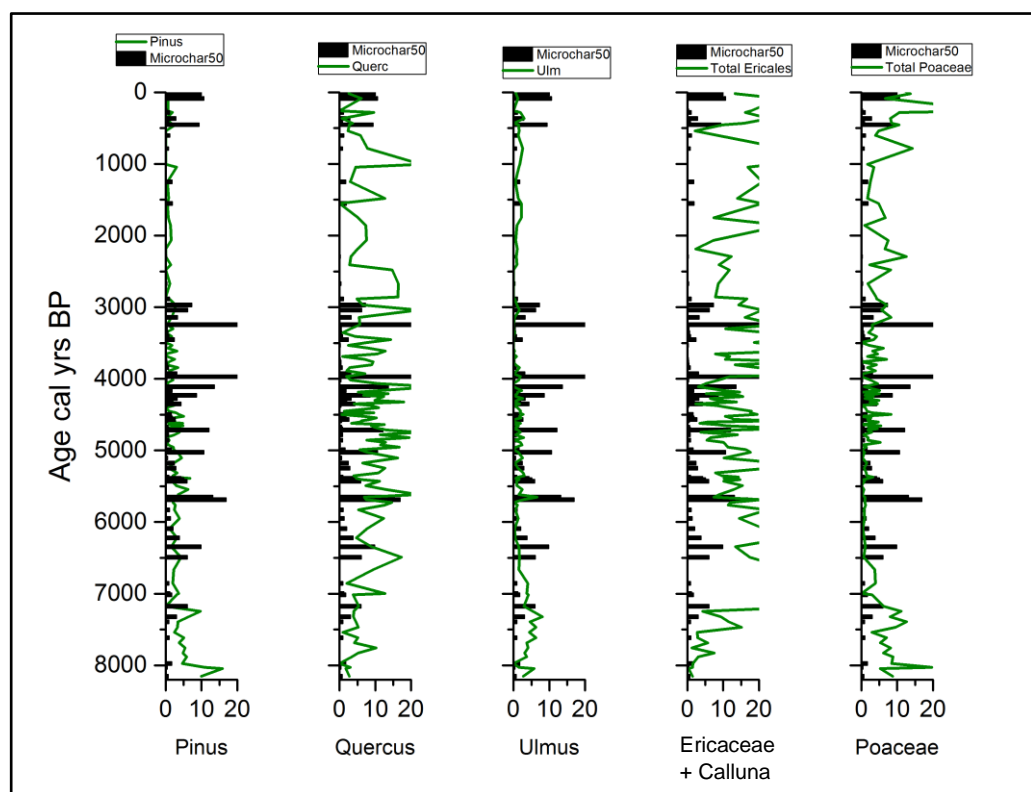 Pinus
Microchar50
Microchar50
Querc
Microchar50
Ulm
Microchar50
Total Ericales
Microchar50
Total Poaceae
Age cal yrs BP
0
1000
2000
3000
4000
5000
6000
7000
8000
0 10 20
0 10 20
0 10 20
0 10 20
0 10 20
Pinus
Quercus
Ulmus
Ericaceae
+ Calluna
Poaceae